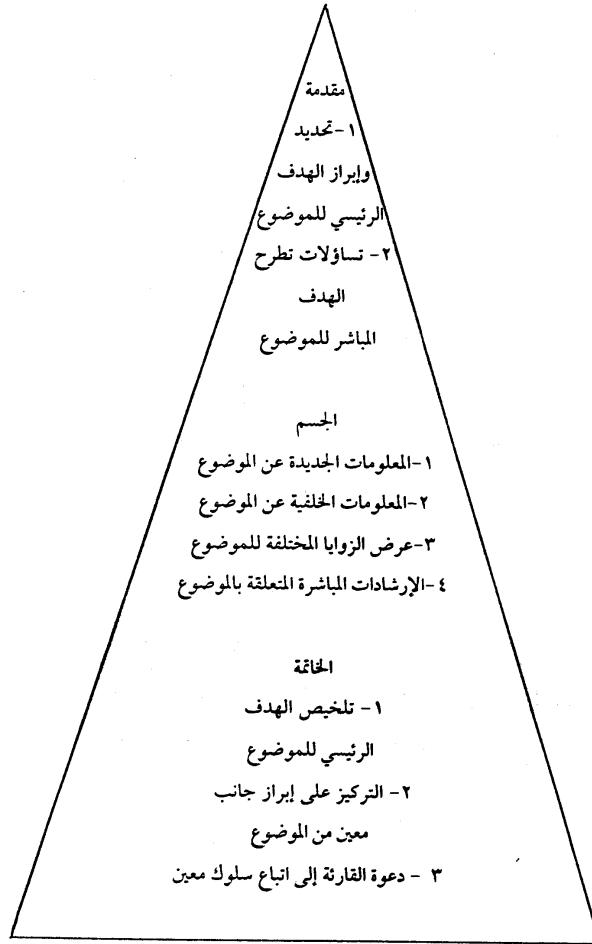 مقدمة
١-تحديد
وإبراز الهدف
الرئيسي للموضوع
٢- تساؤلات تطرح
الهدف
المباشر للموضوع
الجسم
١-المعلومات الجديدة عن الموضوع
٢-المعلومات الخلفية عن الموضوع
٣-عرض الزوايا المختلفة للموضوع
٤-الإرشادات المباشرة المتعلقة بالموضوع
الخاتمة
١- تلخيص الهدف
الرئيسي للموضوع
٢- التركيز على إبراز جانب
معين من الموضوع
٣ - دعوة القارئة إلى اتباع سلوك معين